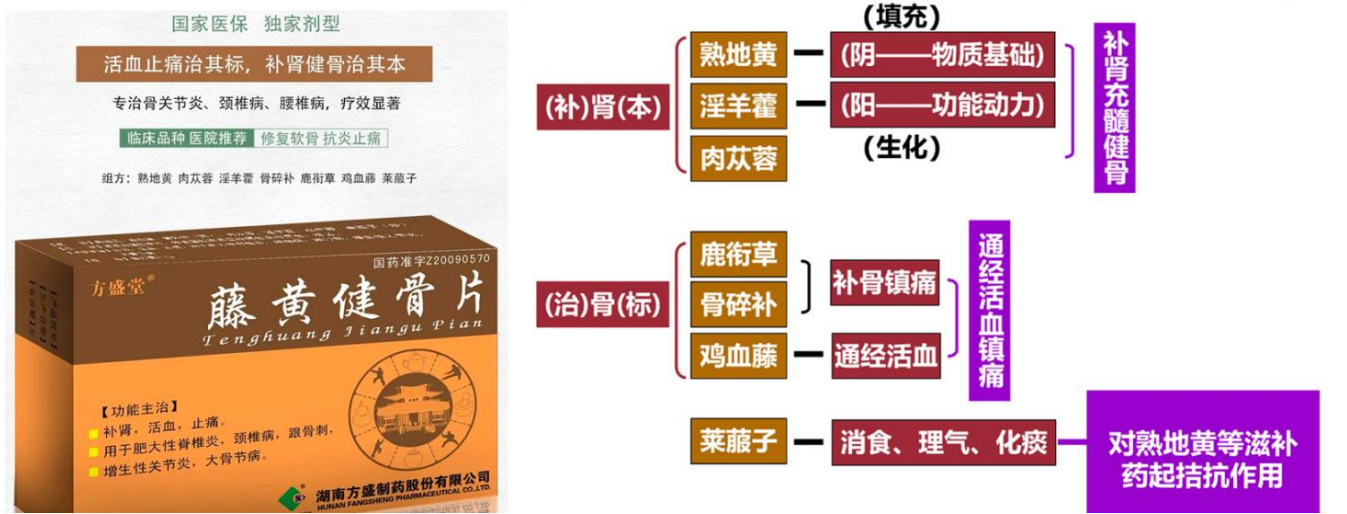 国家医保 独家剂型
活血止痛治其标，补肾健骨治其本
专治骨关节炎、颈椎病、腰椎病，疗效显著
临床品种 医院推荐 修复软骨 抗炎止痛
组方：熟地黄 肉苁蓉 淫羊藿 骨碎补 鹿衔草 鸡血藤 莱菔子
国药准字Z20090570
方盛堂®
藤黄健骨片
Tenghuang Jiangu Pian
【功能主治】
补肾，活血，止痛。
用于肥大性脊椎炎，颈椎病，跟骨刺，
增生性关节炎，大骨节病。
湖南方盛制药股份有限公司
HUNAN FANGSHENG PHARMACEUTICAL CO.,LTD.
(填充)
(补)肾(本)
熟地黄
(阴——物质基础)
淫羊藿
(阳——功能动力)
肉苁蓉
(生化)
补肾充髓健骨
(治)骨(标)
鹿衔草
骨碎补
补骨镇痛
鸡血藤
通经活血
通经活血镇痛
莱菔子
消食、理气、化痰
对熟地黄等滋补
药起拮抗作用